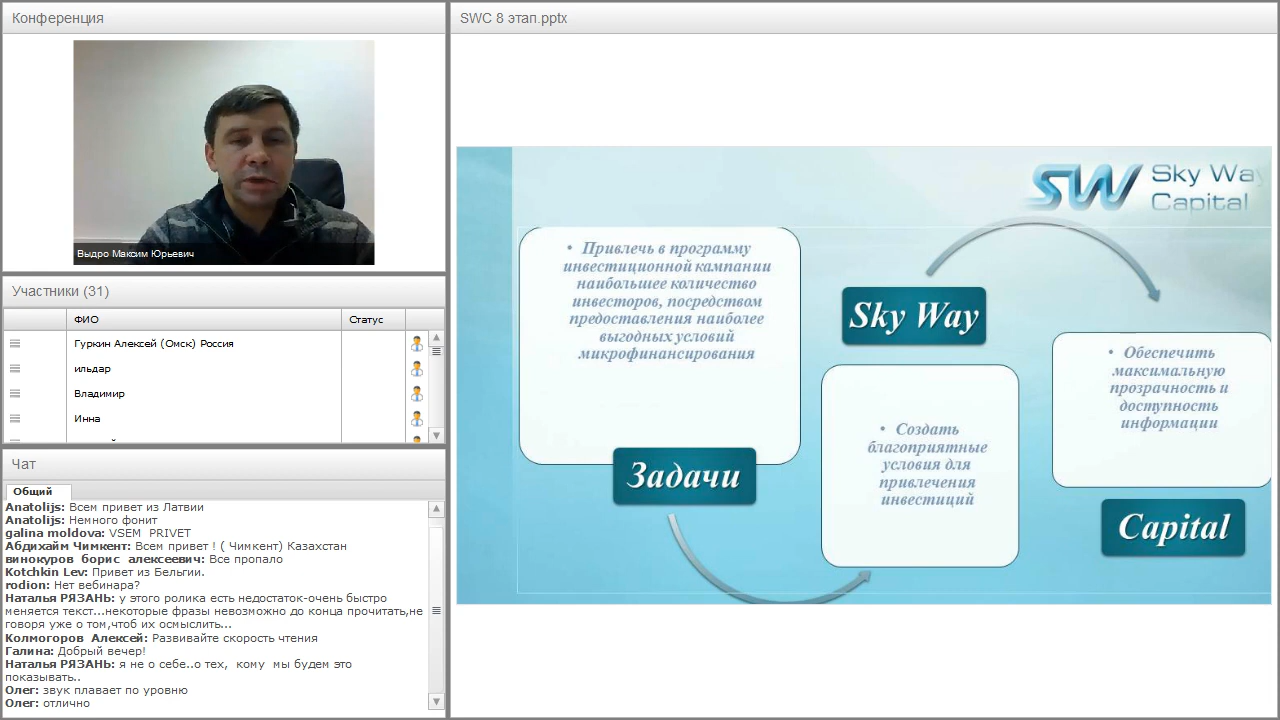 Конференция
Выдро Максим Юрьевич
Участники (31)
ФИО
Статус
Гуркин Алексей (Омск) Россия
ильдар
Владимир
Инна
Чат
Общий
Anatolijs: Всем привет из Латвии
Anatolijs: Немного фонит
galina moldova: VSEM PRIVET
Абдихайм Чимкент: Всем привет ! ( Чимкент) Казахстан
винокуров борис алексеевич: Все пропало
Kotchkin Lev: Привет из Бельгии.
rodion: Нет вебинара?
Наталья РЯЗАНЬ: у этого ролика есть недостаток-очень быстро
меняется текст...некоторые фразы невозможно до конца прочитать,не
говоря уже о том,чтоб их осмыслить...
Колмогоров Алексей: Развивайте скорость чтения
Галина: Добрый вечер!
Наталья РЯЗАНЬ: я не о себе..о тех, кому мы будем это
показывать..
Олег: звук плавает по уровню
Олег: отлично
SWC 8 этап.pptx
SW Sky Way
Capital
• Привлечь в программу
инвестиционной кампании
наибольшее количество
инвесторов, посредством
предоставления наиболее
выгодных условий
микрофинансирования
Задачи
Sky Way
• Создать
благоприятные
условия для
привлечения
инвестиций
• Обеспечить
максимальную
прозрачность и
доступность
информации
Capital